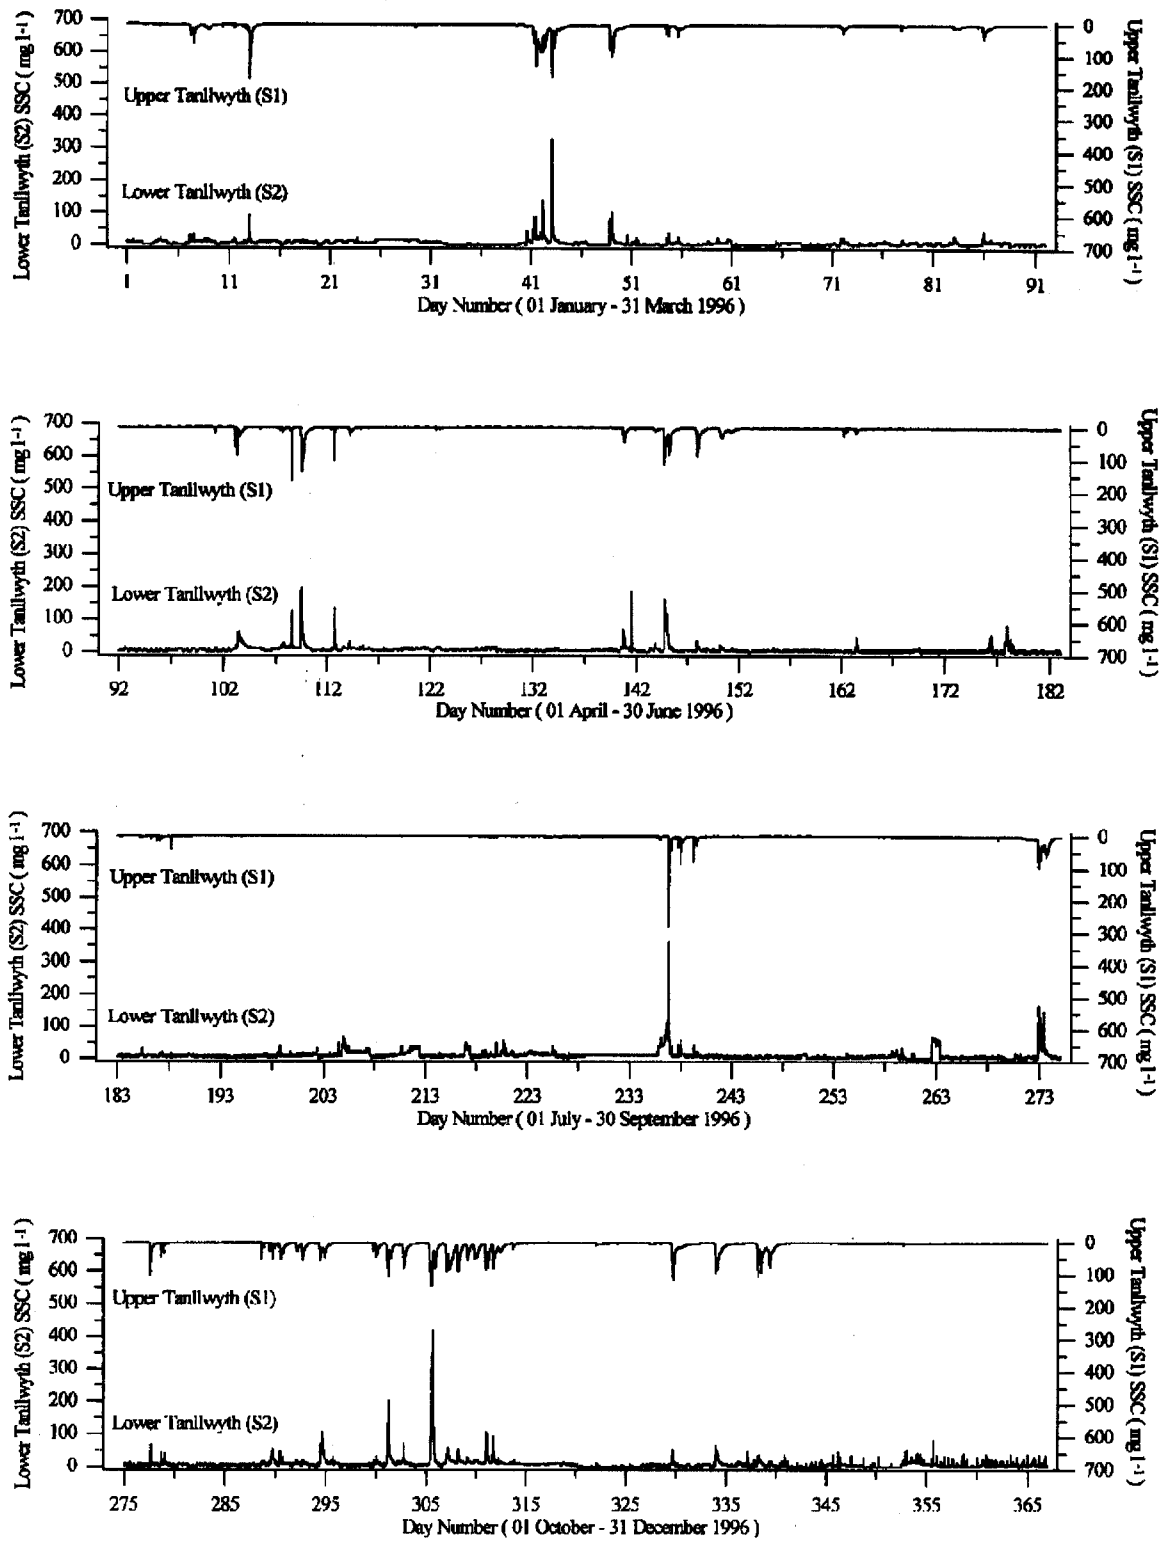 Lower Tanllwyth (S2) SSC ( mg l-1)
700
600
500
400
300
200
100
0
Upper Tanllwyth (S1)
Lower Tanllwyth (S2)
0
100
200
300
400
500
600
700
Upper Tanllwyth (S1) SSC ( mg l-1)
1 11 21 31 41 51 61 71 81 91
Day Number ( 01 January - 31 March 1996 )
Lower Tanllwyth (S2) SSC ( mg l-1)
700
600
500
400
300
200
100
0
Upper Tanllwyth (S1)
Lower Tanllwyth (S2)
0
100
200
300
400
500
600
700
Upper Tanllwyth (S1) SSC ( mg l-1)
92 102 112 122 132 142 152 162 172 182
Day Number ( 01 April - 30 June 1996 )
Lower Tanllwyth (S2) SSC ( mg l-1)
700
600
500
400
300
200
100
0
Upper Tanllwyth (S1)
Lower Tanllwyth (S2)
0
100
200
300
400
500
600
700
Upper Tanllwyth (S1) SSC ( mg l-1)
183 193 203 213 223 233 243 253 263 273
Day Number ( 01 July - 30 September 1996 )
Lower Tanllwyth (S2) SSC ( mg l-1)
700
600
500
400
300
200
100
0
Upper Tanllwyth (S1)
Lower Tanllwyth (S2)
0
100
200
300
400
500
600
700
Upper Tanllwyth (S1) SSC ( mg l-1)
275 285 295 305 315 325 335 345 355 365
Day Number ( 01 October - 31 December 1996 )